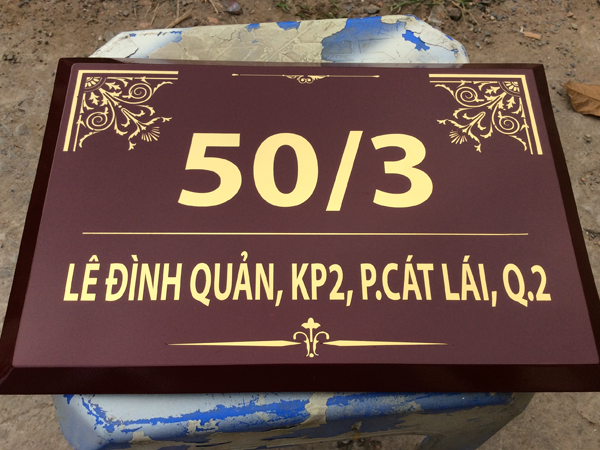 50/3
LÊ ĐÌNH QUẢN, KP2, P.CÁT LÁI, Q.2